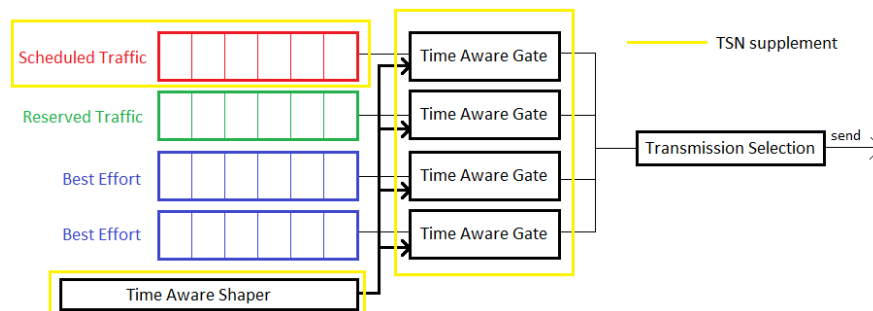 Scheduled Traffic
Time Aware Gate
TSN supplement
Reserved Traffic
Time Aware Gate
Transmission Selection
send
Best Effort
Time Aware Gate
Best Effort
Time Aware Gate
Time Aware Shaper